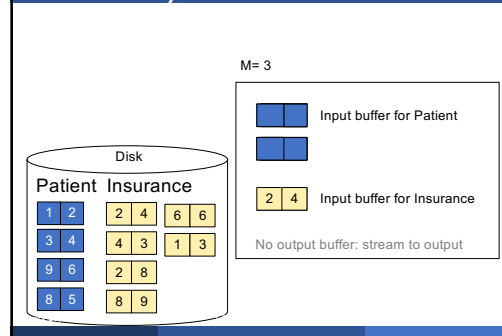 M= 3
Input buffer for Patient
Disk
Patient Insurance
1 2 2 4 6 6 2 4 Input buffer for Insurance
3 4 4 3 1 3
No output buffer: stream to output
9 6 2 8
8 5 8 9